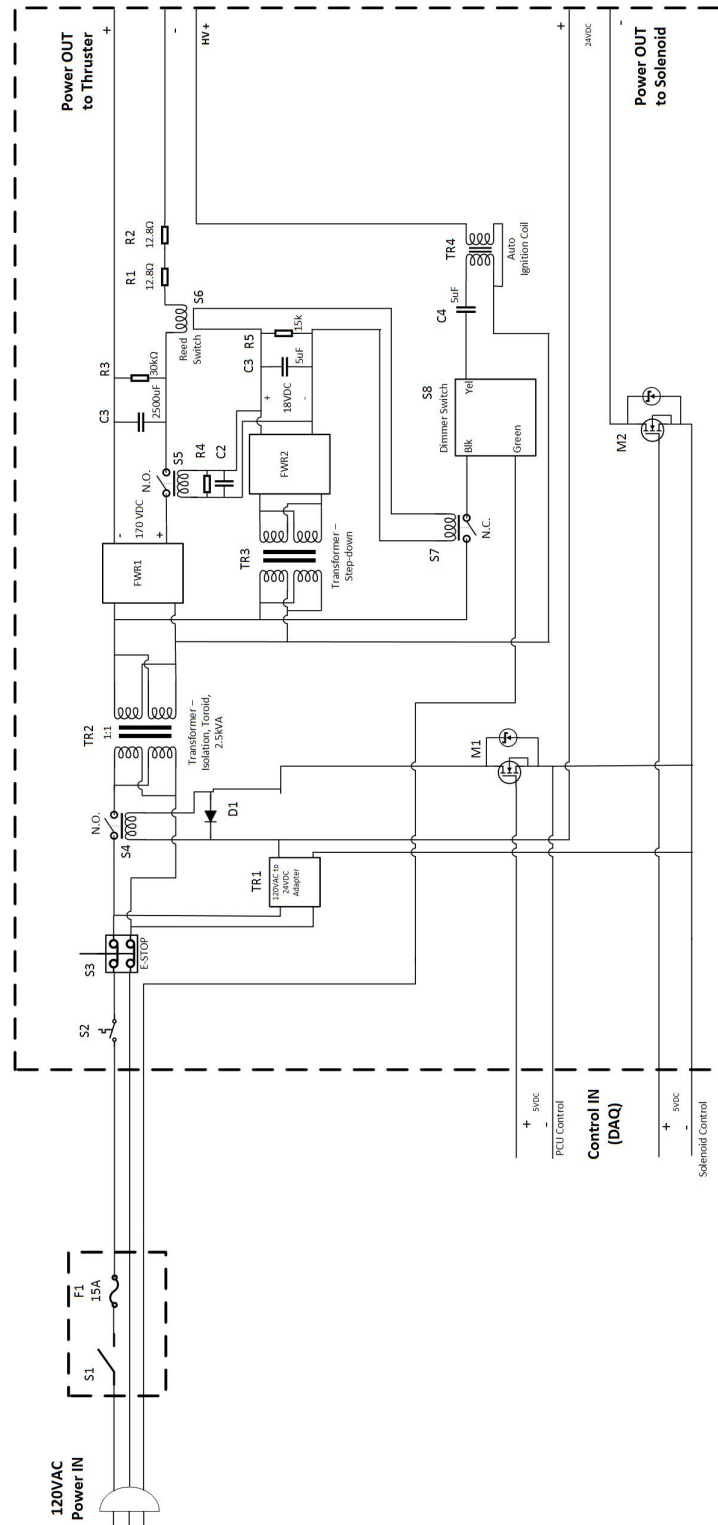 120VAC
Power IN
S1
F1
15A
S2
S3
E-STOP
S4
N.O.
TR1
120VAC to
24VDC
Adapter
D1
TR2
1:1
Transformer –
Isolation, Toroid,
2.5kVA
FWR1
-
170 VDC
+
N.O.
S5
R4
C2
C3
2500uF
R3
30kΩ
Reed
Switch
S6
R1
12.8Ω
R2
12.8Ω
TR3
Transformer –
Step-down
FWR2
+
18VDC
-
C3
5uF
R5
15k
S7
N.C.
S8
Dimmer Switch
Blk
Yel
Green
C4
5uF
TR4
Auto
Ignition Coil
M1
M2
Power OUT
to Thruster
+
-
HV +
+
24VDC
-
Power OUT
to Solenoid
+
5VDC
-
PCU Control
Control IN
(DAQ)
+
5VDC
-
Solenoid Control